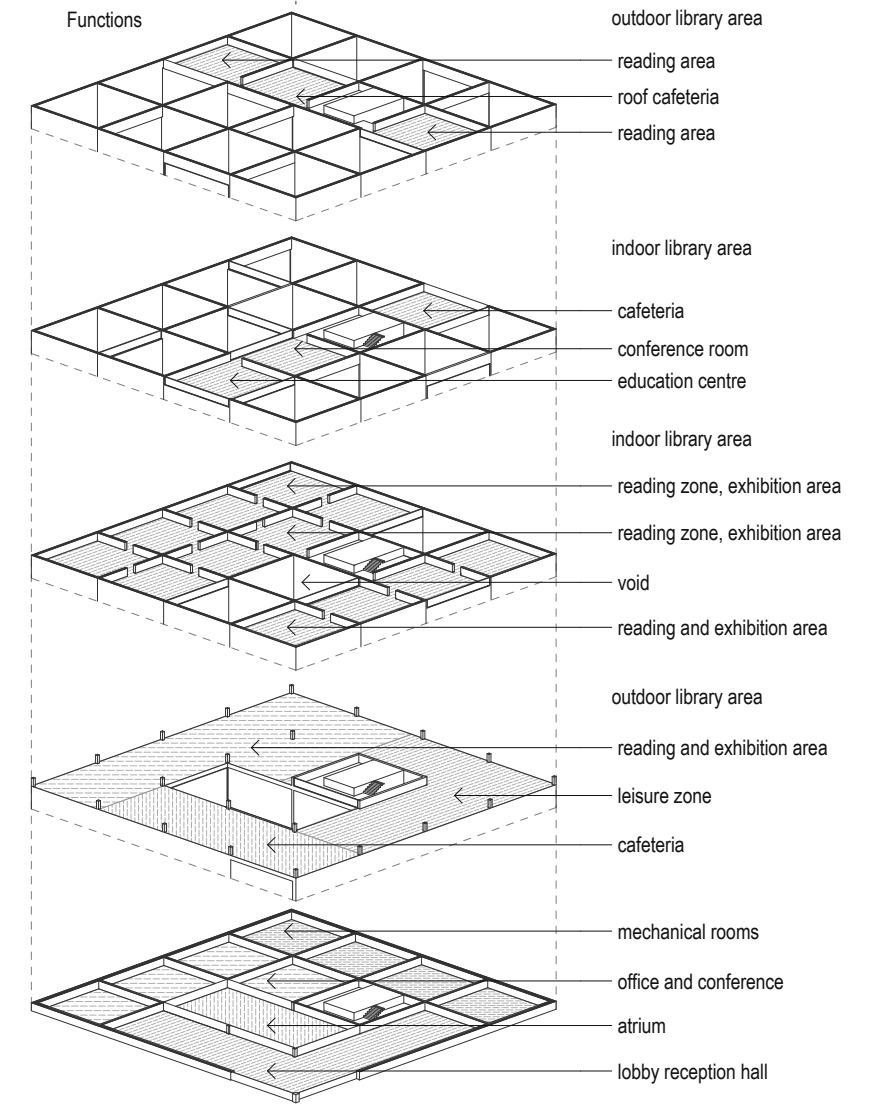 Functions
outdoor library area
reading area
roof cafeteria
reading area
indoor library area
cafeteria
conference room
education centre
indoor library area
reading zone, exhibition area
reading zone, exhibition area
void
reading and exhibition area
outdoor library area
reading and exhibition area
leisure zone
cafeteria
mechanical rooms
office and conference
atrium
lobby reception hall